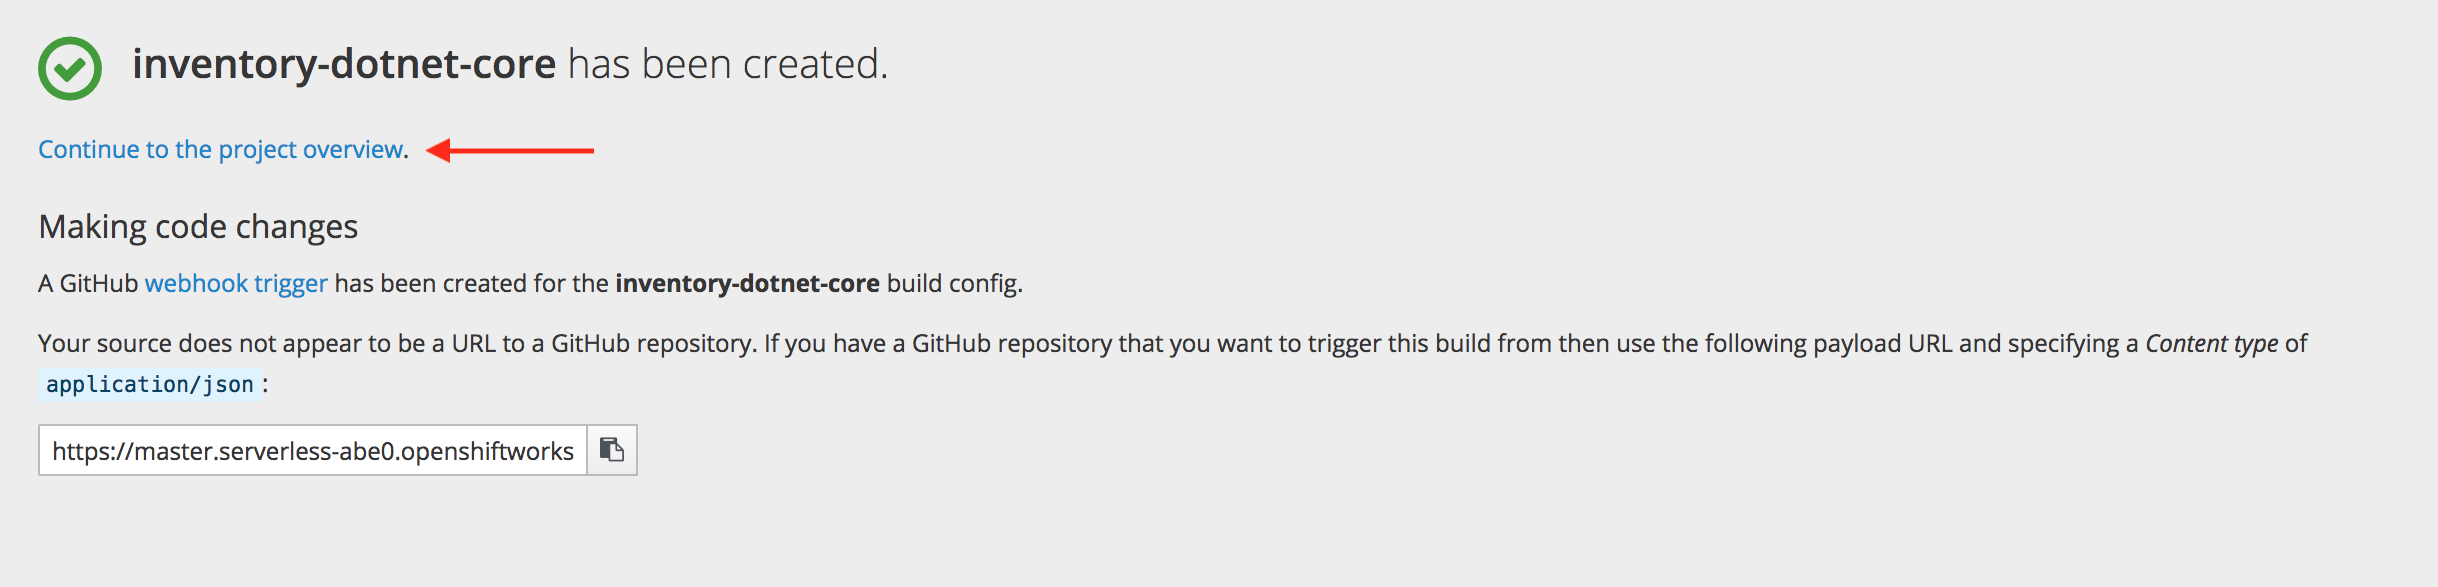 inventory-dotnet-core has been created.
Continue to the project overview.
Making code changes
A GitHub webhook trigger has been created for the inventory-dotnet-core build config.
Your source does not appear to be a URL to a GitHub repository. If you have a GitHub repository that you want to trigger this build from then use the following payload URL and specifying a Content type of
application/json:
https://master.serverless-abe0.openshiftworks